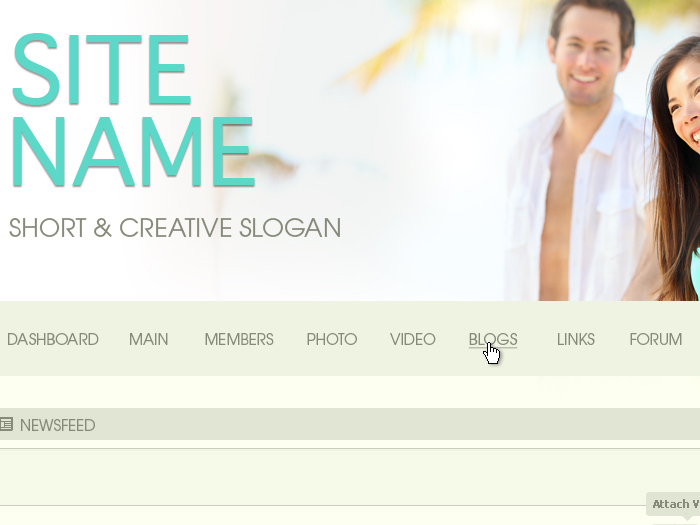 SITE
NAME
SHORT & CREATIVE SLOGAN
DASHBOARD MAIN MEMBERS PHOTO VIDEO BLOGS LINKS FORUM
NEWSFEED
Attach